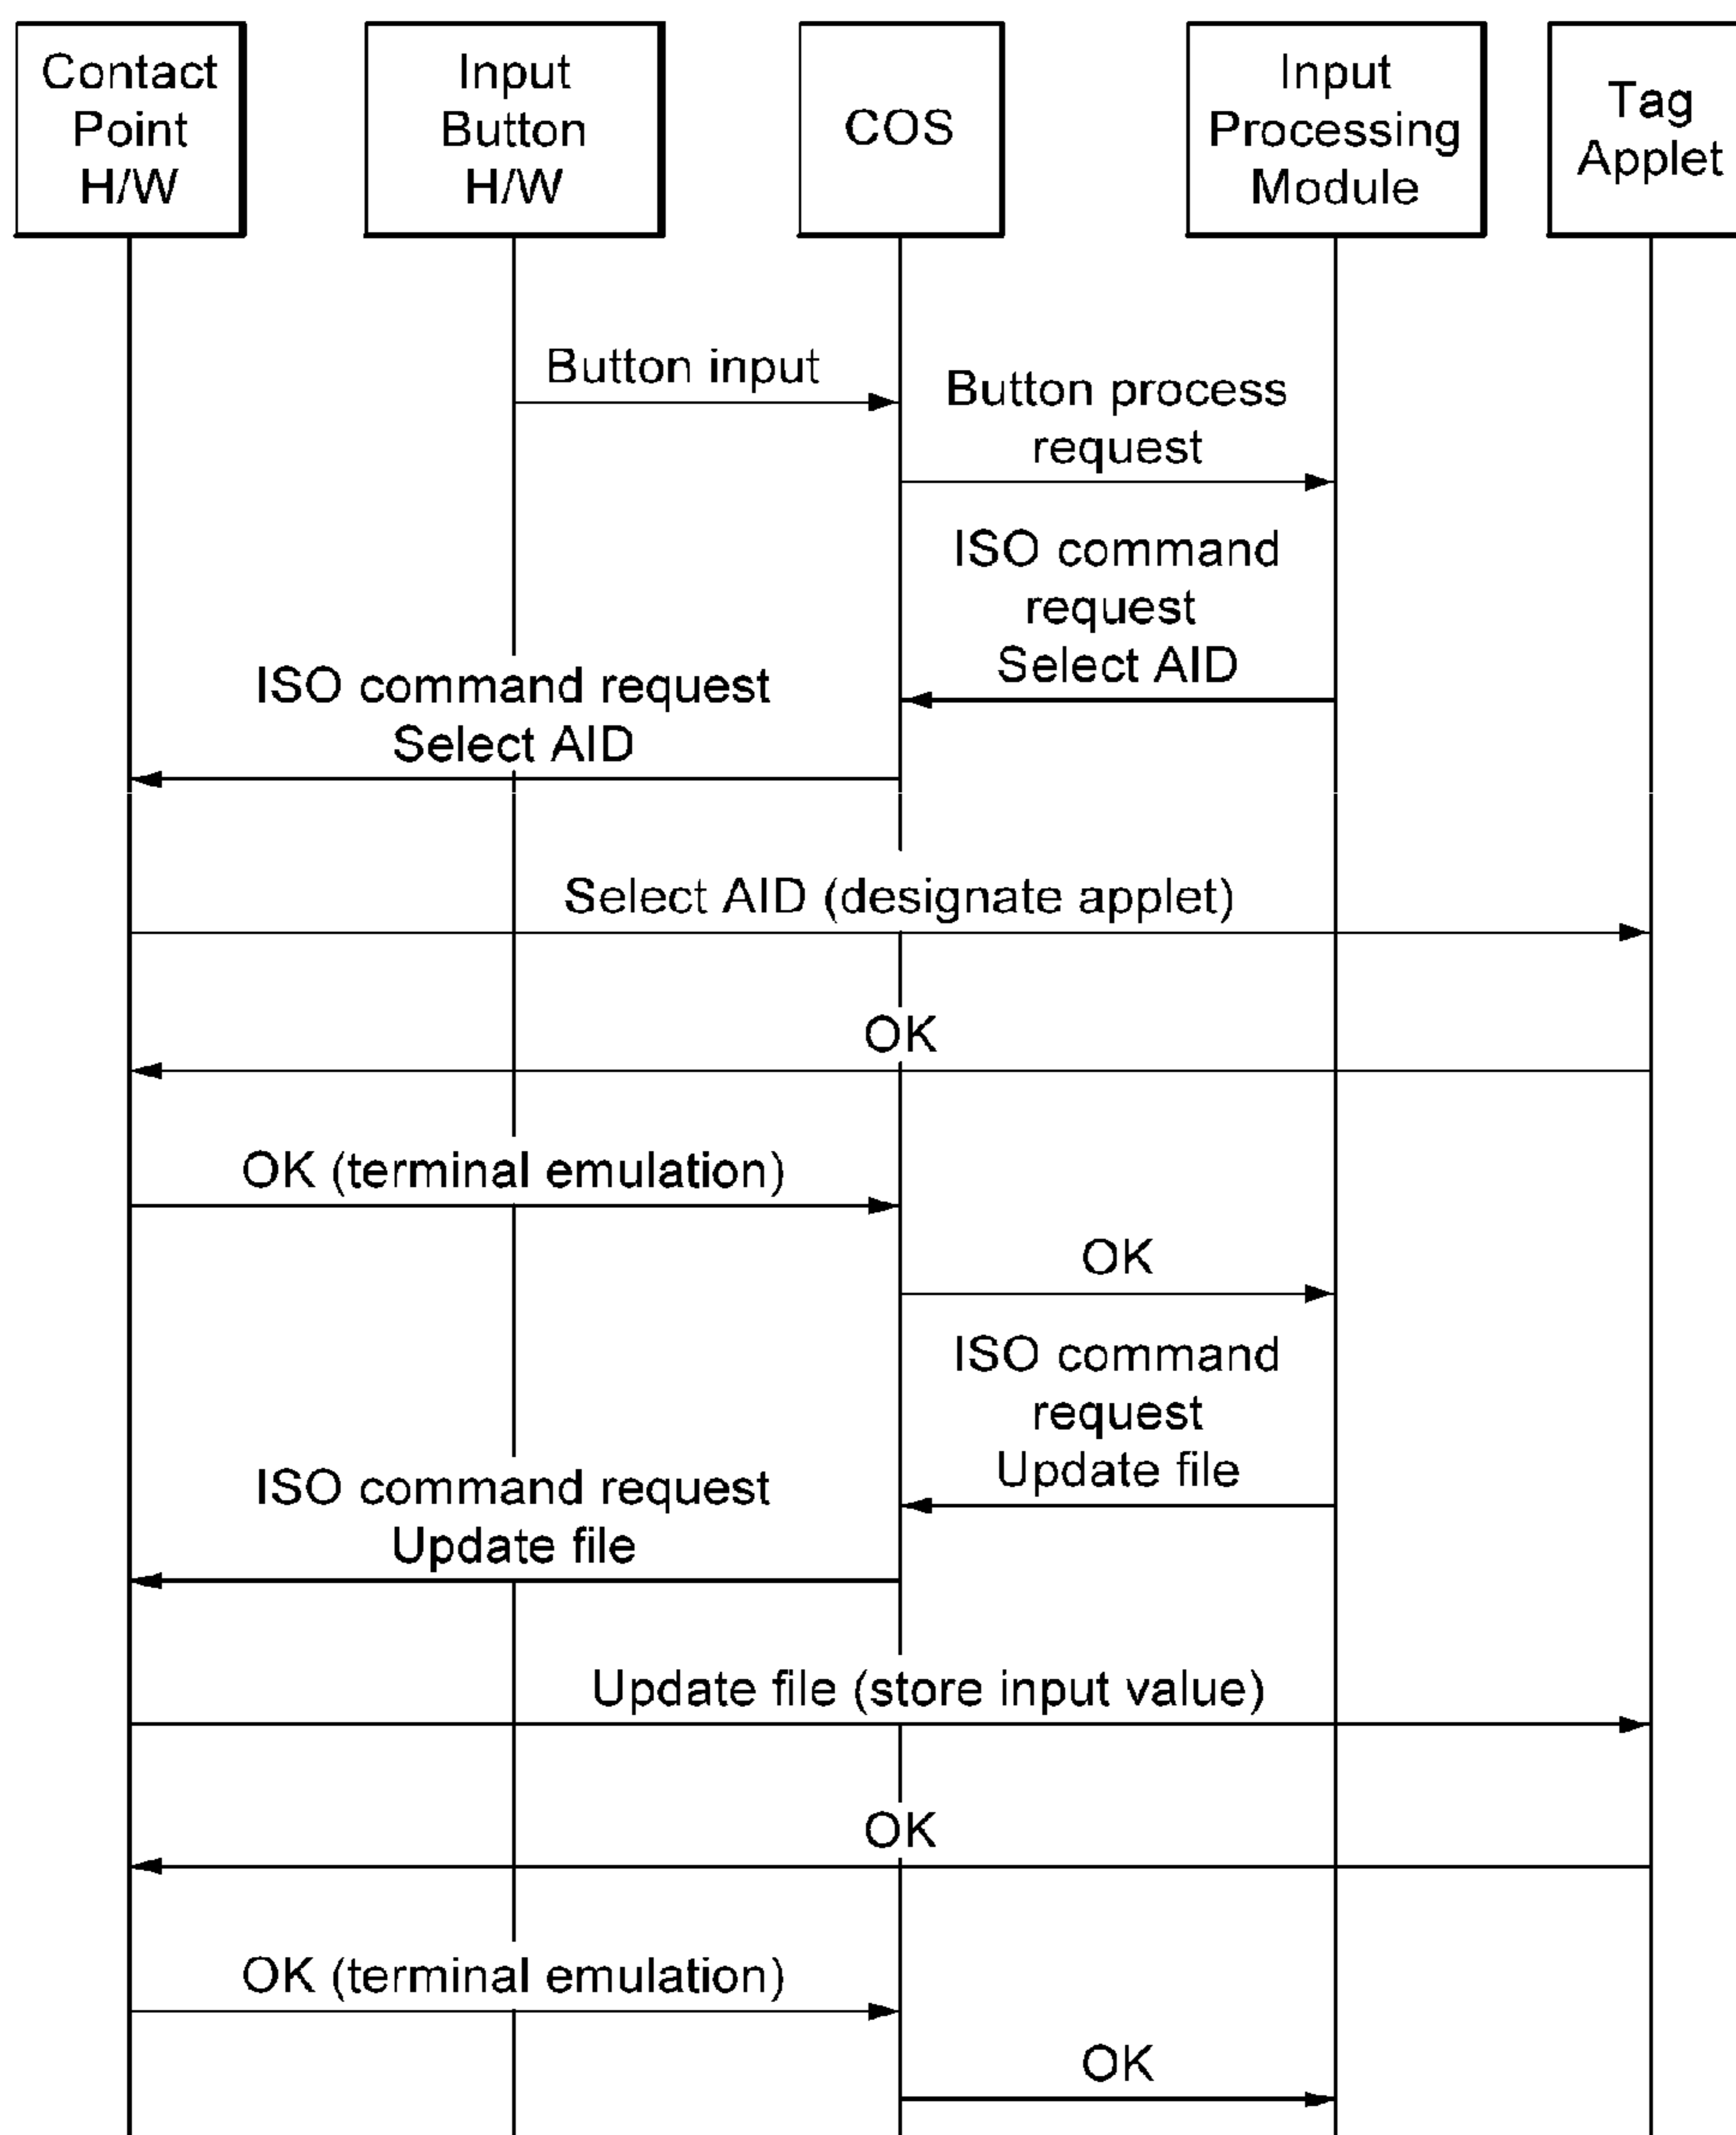 Contact
Point
H/W
Input
Button
H/W
COS
Input
Processing
Module
Tag
Applet
Button input
Button process
request
ISO command
request
Select AID
ISO command request
Select AID
Select AID (designate applet)
OK
OK (terminal emulation)
OK
ISO command
request
Update file
ISO command request
Update file
Update file (store input value)
OK
OK (terminal emulation)
OK